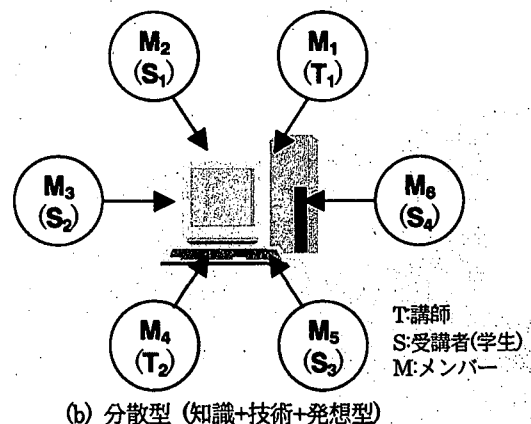 M₂
(S₁)
M₁
(T₁)
M₃
(S₂)
M₆
(S₄)
M₄
(T₂)
M₅
(S₃)
T:講師
S:受講者(学生)
M:メンバー
(b) 分散型 (知識+技術+発想型)